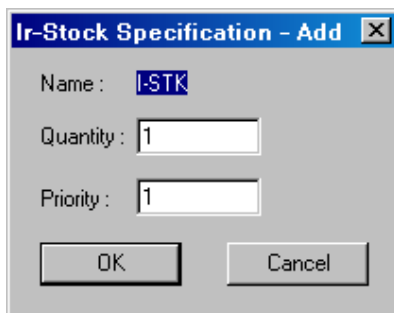 Ir-Stock Specification - Add
Name : I-STK
Quantity : 1
Priority : 1
OK Cancel